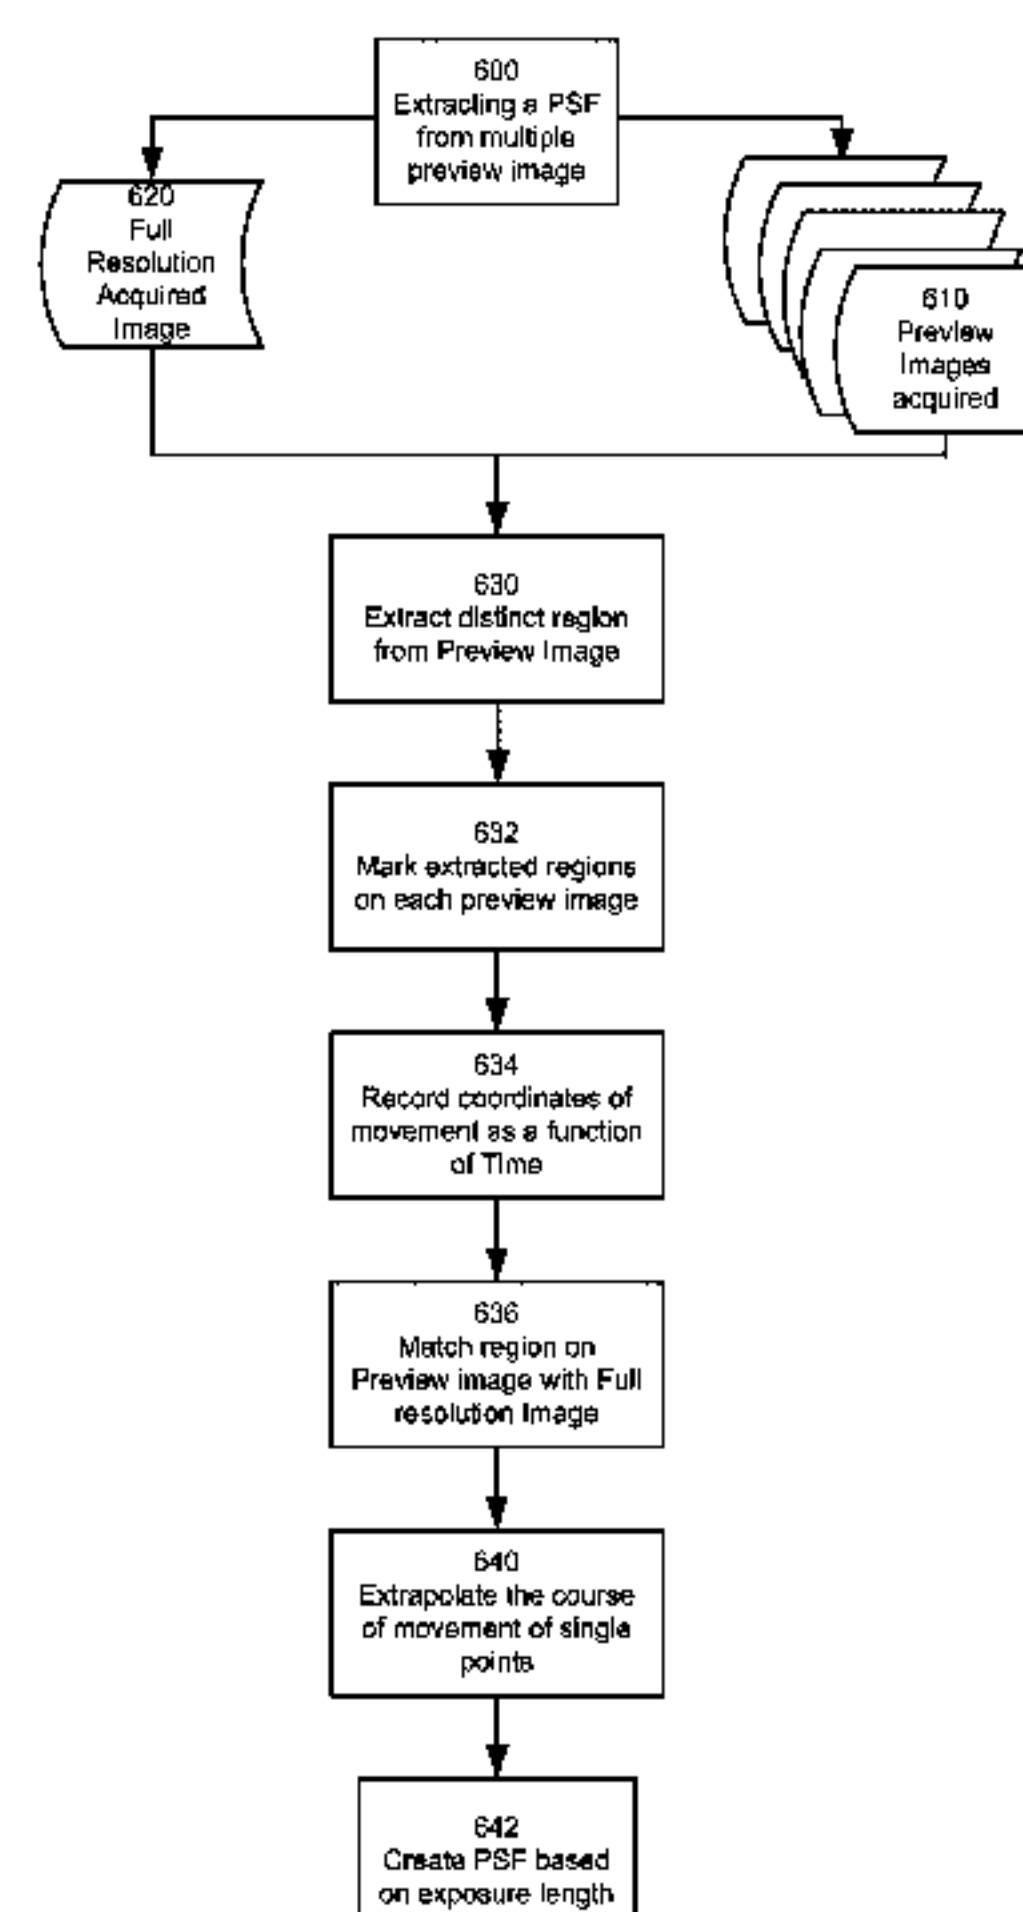 600
Extracting a PSF
from multiple
preview image
620
Full
Resolution
Acquired
Image
610
Preview
Images
acquired
630
Extract distinct region
from Preview Image
632
Mark extracted regions
on each preview image
634
Record coordinates of
movement as a function
of Time
636
Match region on
Preview image with Full
resolution Image
640
Extrapolate the course
of movement of single
points
642
Create PSF based
on exposure length